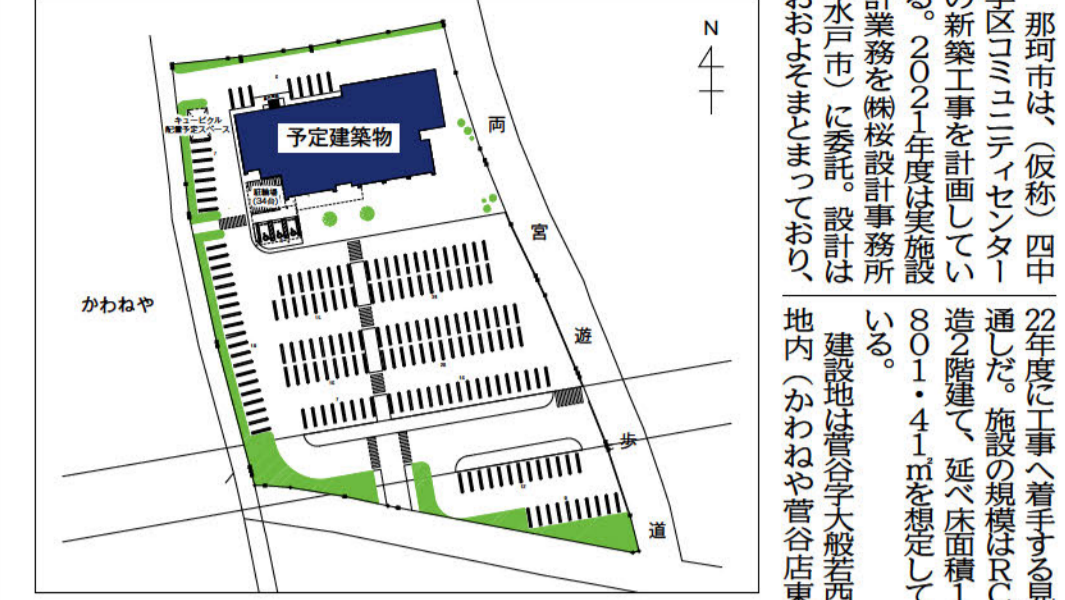 那珂市は、（仮称）四中
学区コミュニティセンター
の新築工事を計画してい
る。２０２１年度は実施設
計業務を㈱桜設計事務所
水戸市）に委託。設計は
おおよそまとまっており、
22年度に工事へ着手する見
通しだ。施設の規模はＲＣ
造２階建て、延べ床面積１
８０１・４１㎡を想定して
いる。
建設地は菅谷字大般若西
地内（かわねや菅谷店東
N
キュービクル
配置予定スペース
予定建築物
駐輪場
(34台)
かわねや
両宮遊歩道